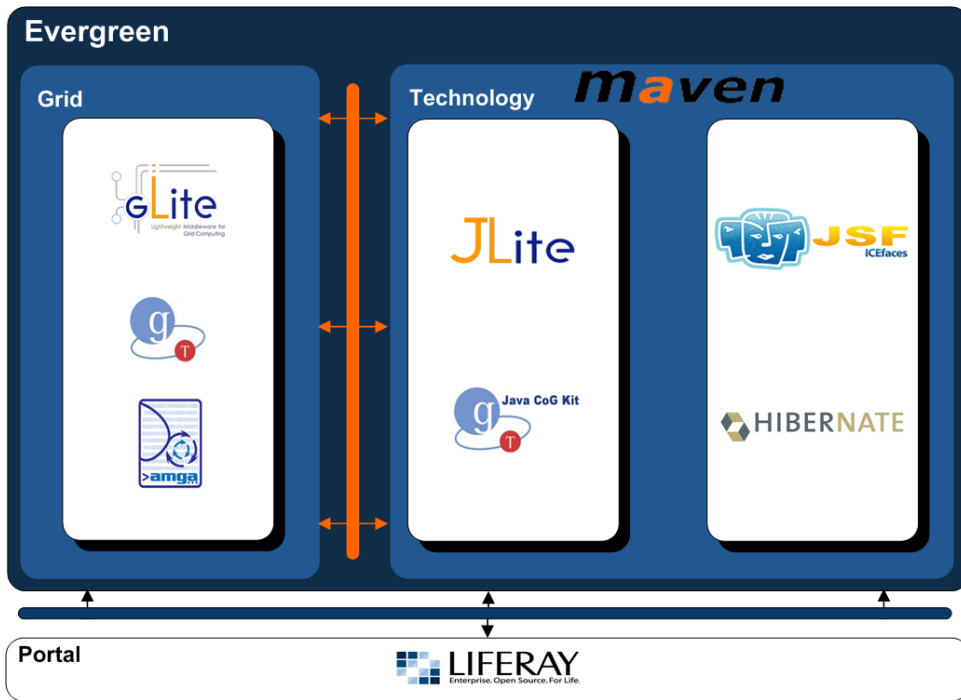 Evergreen
Grid
Technology
maven
gLite
Lightweight Middleware for
Grid Computing
JLite
JSF
ICEfaces
g
T
g
Java CoG Kit
T
HIBERNATE
>amga
Portal
LIFERAY
Enterprise. Open Source. For Life.